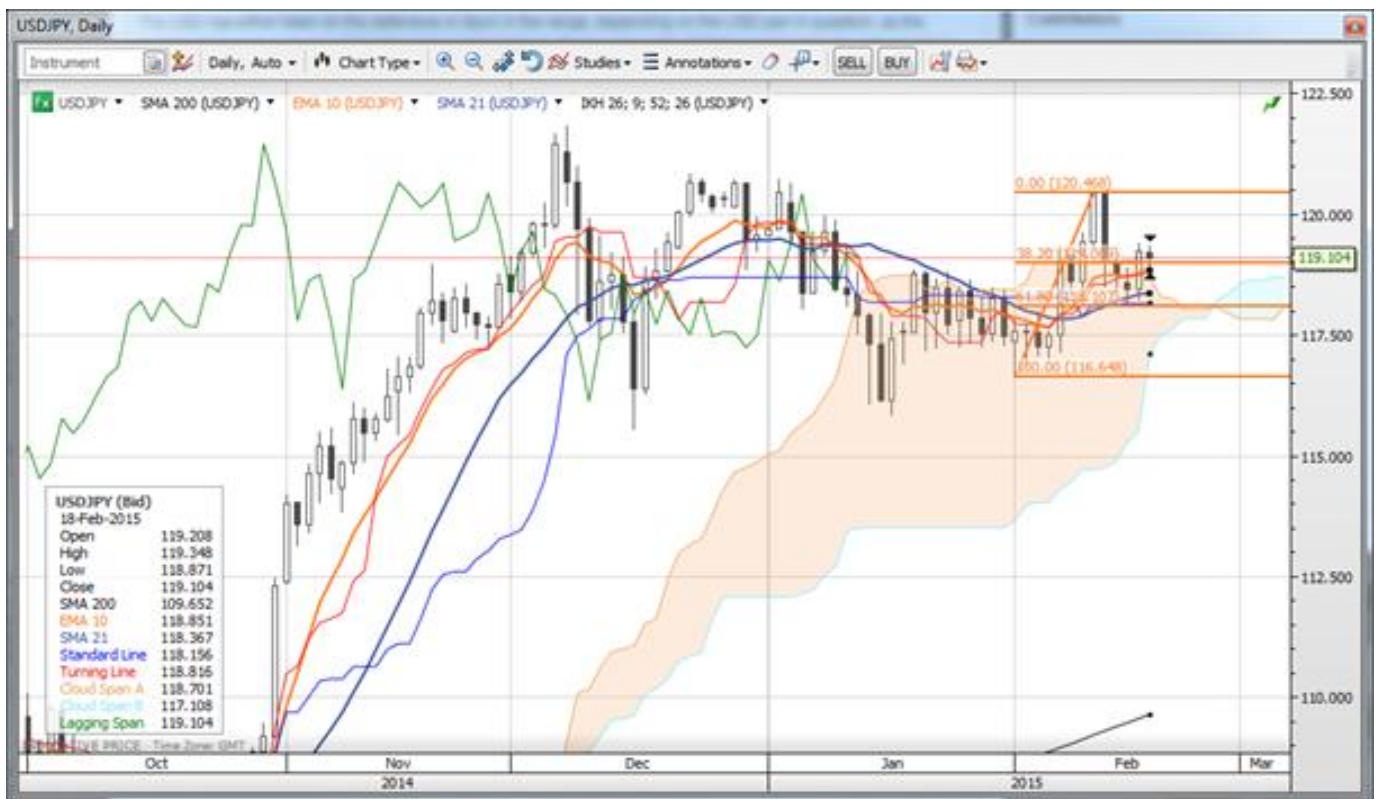 USDJPY, Daily
Instrument Daily, Auto Chart Type Studies Annotations SELL BUY
USDJPY SMA 200 (USDJPY) EMA 10 (USDJPY) SMA 21 (USDJPY) IKH 26; 9; 52; 26 (USDJPY)
122.500
0.00 (120.468)
120.000
38.20
119.104
117.500
100.00 (116.648)
115.000
112.500
110.000
USDJPY (Bid)
18-Feb-2015
Open 119.208
High 119.348
Low 118.871
Close 119.104
SMA 200 109.652
EMA 10 118.851
SMA 21 118.367
Standard Line 118.156
Turning Line 118.816
Cloud Span A 118.701
Cloud Span B 117.108
Lagging Span 119.104
LIVE PRICE Time Zone: GMT
Oct Nov Dec Jan Feb Mar
2014 2015